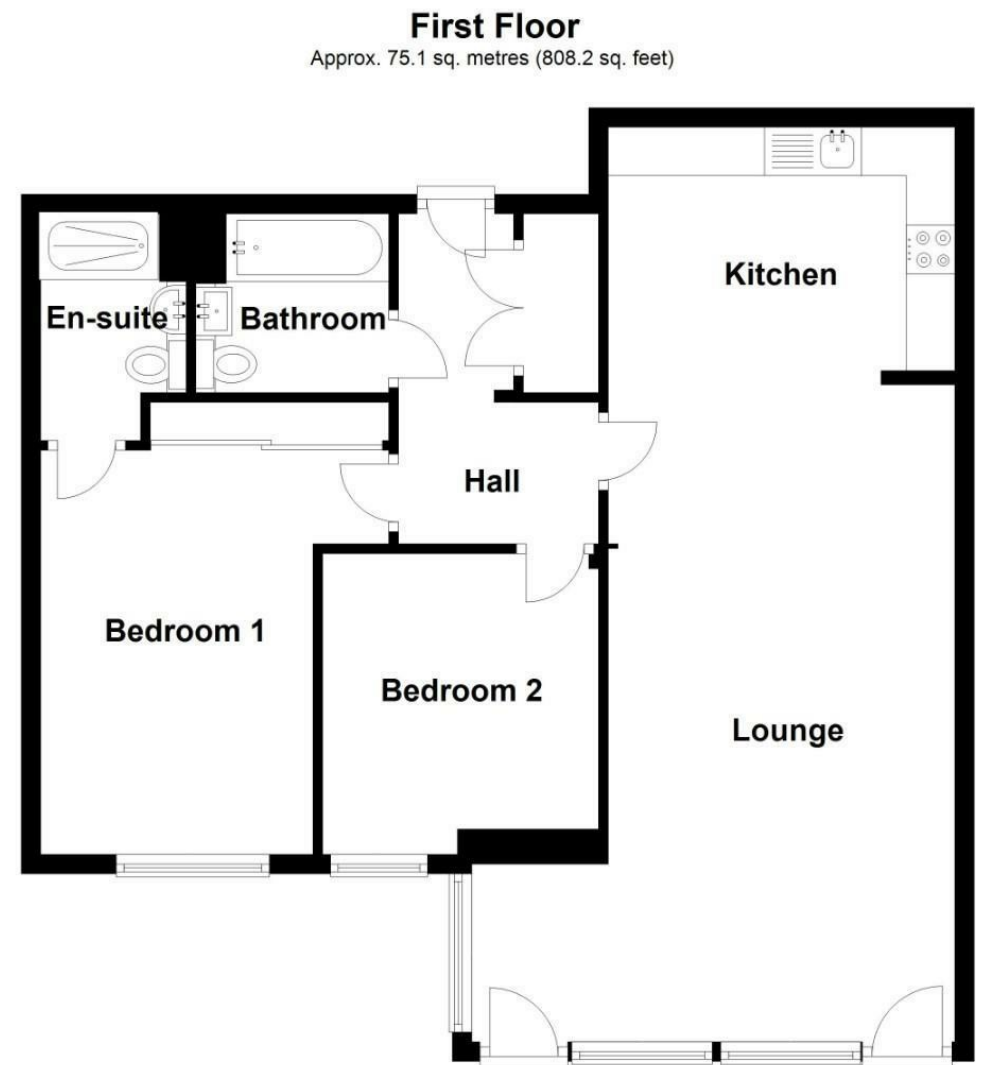 First Floor
Approx. 75.1 sq. metres (808.2 sq. feet)
Kitchen
En-suite
Bathroom
Hall
Bedroom 1
Bedroom 2
Lounge